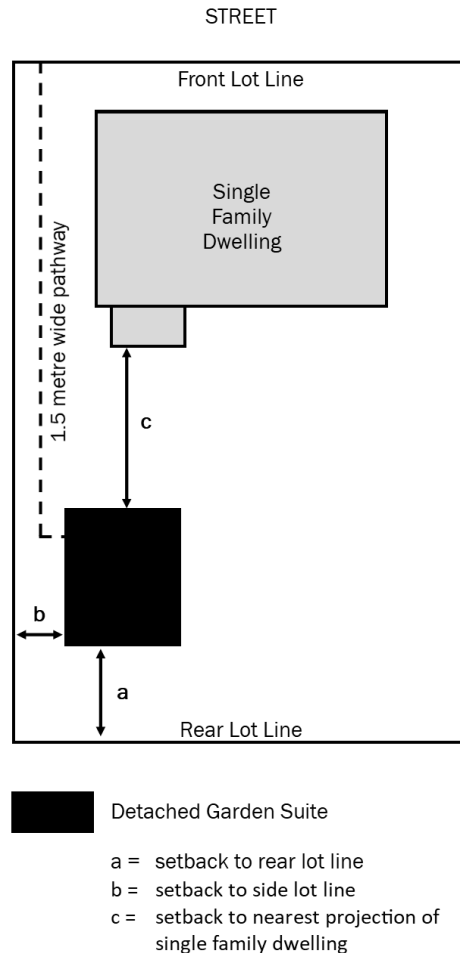 STREET
Front Lot Line
Single
Family
Dwelling
1.5 metre wide pathway
c
b
a
Rear Lot Line
Detached Garden Suite
a = setback to rear lot line
b = setback to side lot line
c = setback to nearest projection of
single family dwelling